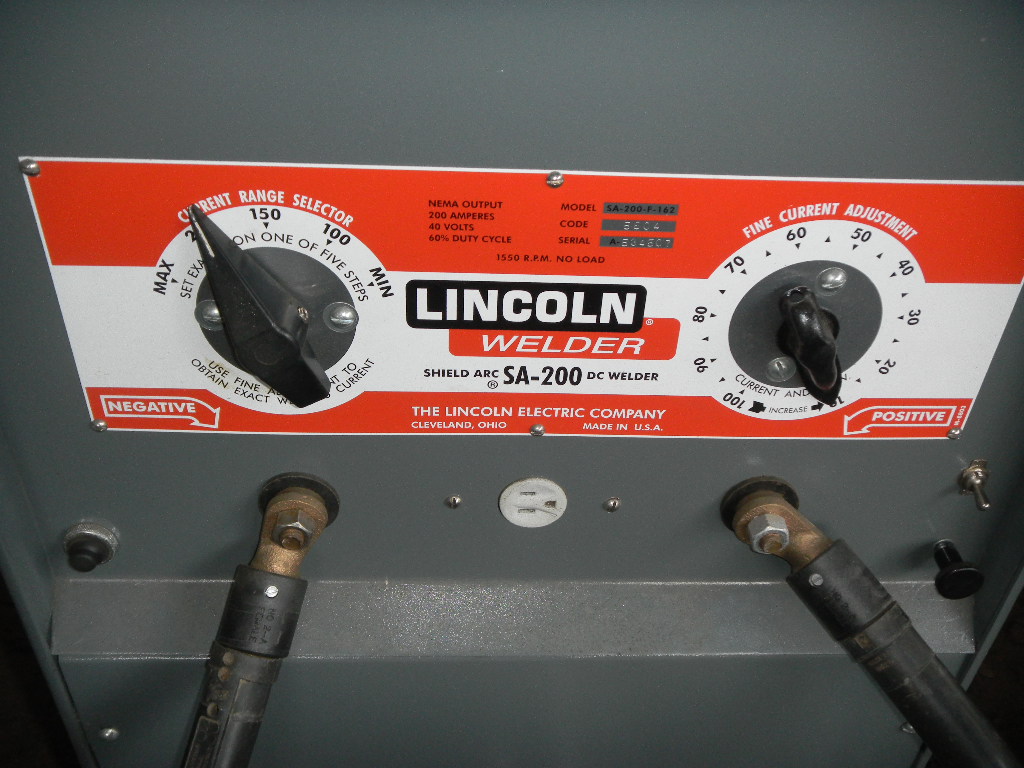 CURRENT RANGE SELECTOR
MAX
150
100
MIN
SET EXACTLY ON ONE OF FIVE STEPS
USE FINE
TO
OBTAIN EXACT
CURRENT
NEMA OUTPUT
200 AMPERES
40 VOLTS
60% DUTY CYCLE
MODEL SA-200-F-162
CODE
SERIAL
1550 R.P.M. NO LOAD
LINCOLN®
WELDER
SHIELD ARC® SA-200 DC WELDER
THE LINCOLN ELECTRIC COMPANY
CLEVELAND, OHIO MADE IN U.S.A.
FINE CURRENT ADJUSTMENT
100 90 80 70 60 50 40 30 20 10
CURRENT AND
INCREASE
NEGATIVE
POSITIVE